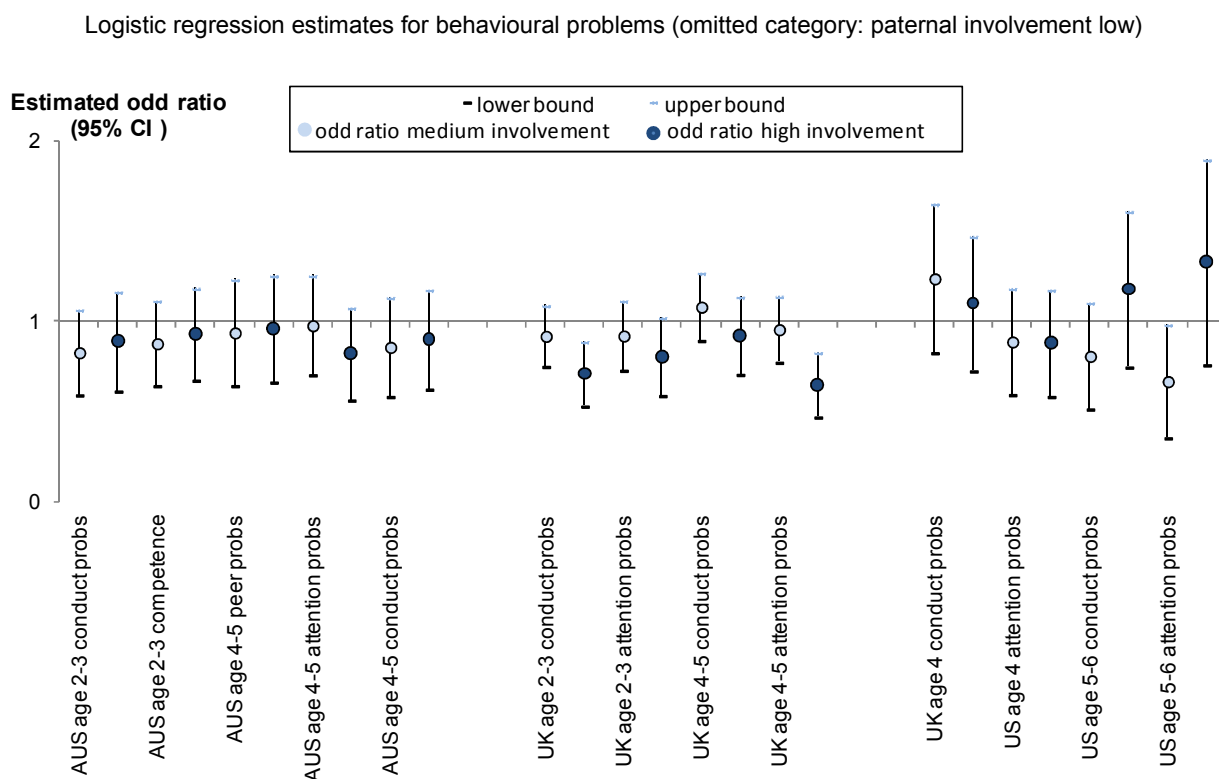 Logistic regression estimates for behavioural problems (omitted category: paternal involvement low)
Estimated odd ratio
(95% CI )
lower bound
upper bound
odd ratio medium involvement
odd ratio high involvement
2
1
0
AUS age 2-3 conduct probs
AUS age 2-3 competence
AUS age 4-5 peer probs
AUS age 4-5 attention probs
AUS age 4-5 conduct probs
UK age 2-3 conduct probs
UK age 2-3 attention probs
UK age 4-5 conduct probs
UK age 4-5 attention probs
UK age 4 conduct probs
US age 4 attention probs
US age 5-6 conduct probs
US age 5-6 attention probs